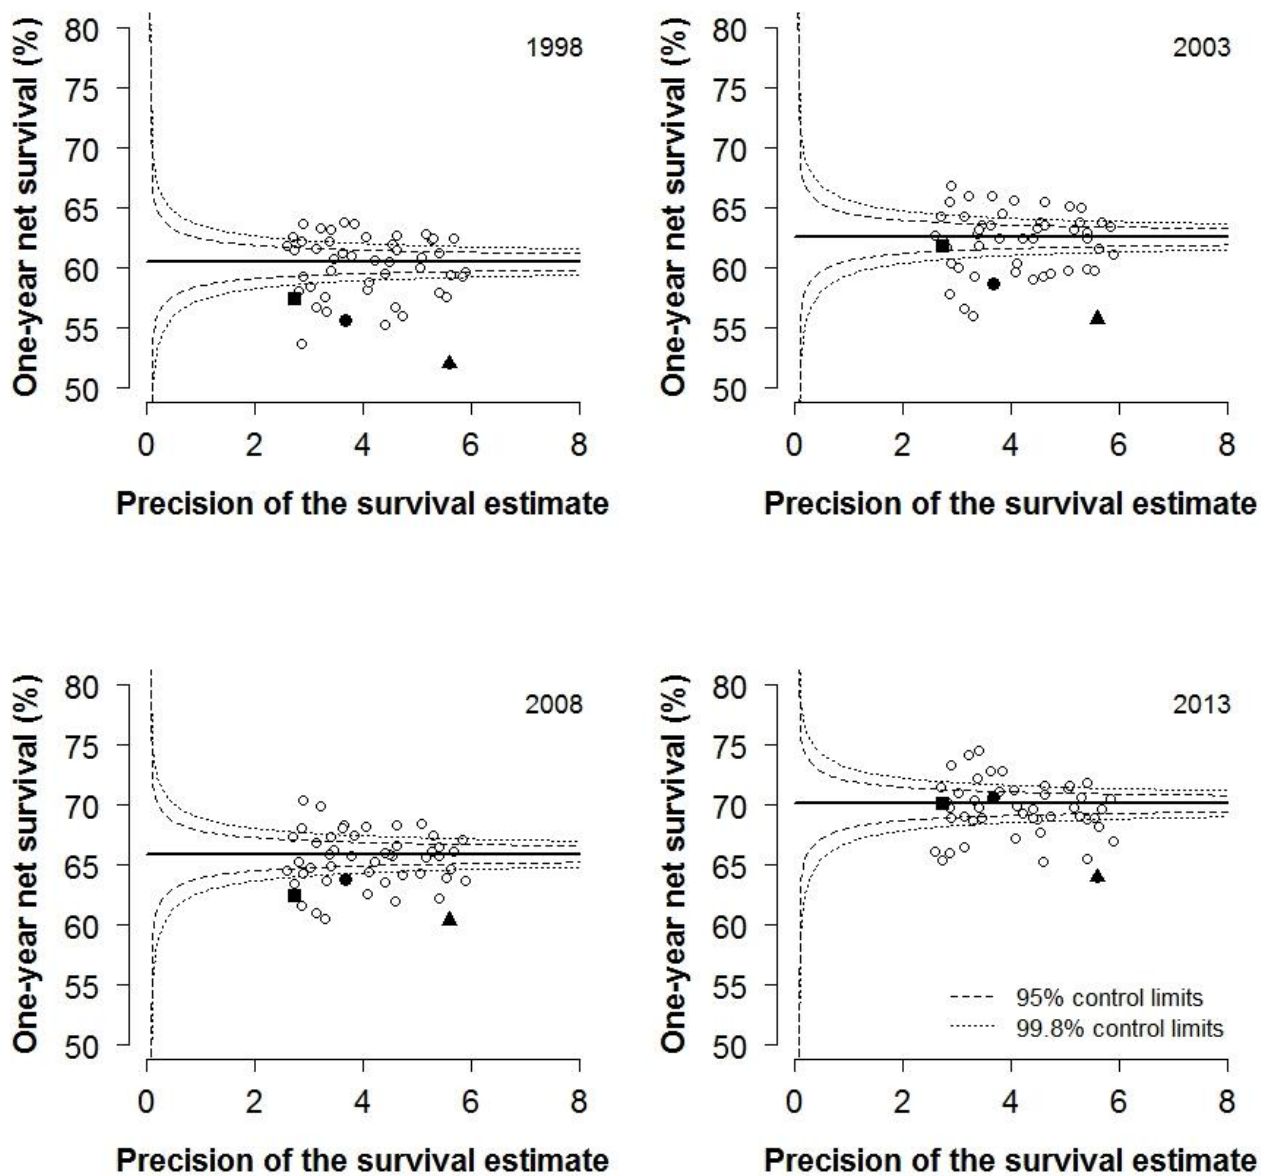 One-year net survival (%)
80
75
70
65
60
55
50
1998
0 2 4 6 8
Precision of the survival estimate
One-year net survival (%)
80
75
70
65
60
55
50
2003
0 2 4 6 8
Precision of the survival estimate
One-year net survival (%)
80
75
70
65
60
55
50
2008
0 2 4 6 8
Precision of the survival estimate
One-year net survival (%)
80
75
70
65
60
55
50
2013
95% control limits
99.8% control limits
0 2 4 6 8
Precision of the survival estimate